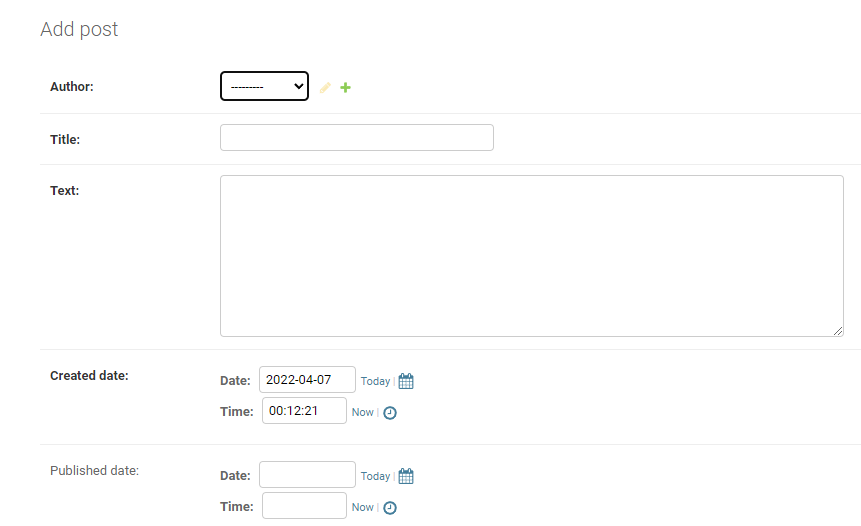 Add post
Author: ---------
Title:
Text:
Created date:
Date: 2022-04-07 Today |
Time: 00:12:21 Now |
Published date:
Date: Today |
Time: Now |